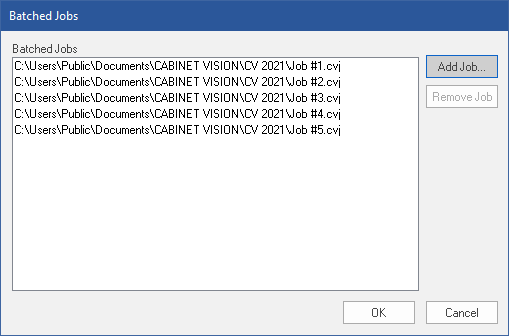 Batched Jobs
Batched Jobs
C:\Users\Public\Documents\CABINET VISION\CV 2021\Job #1.cvj
C:\Users\Public\Documents\CABINET VISION\CV 2021\Job #2.cvj
C:\Users\Public\Documents\CABINET VISION\CV 2021\Job #3.cvj
C:\Users\Public\Documents\CABINET VISION\CV 2021\Job #4.cvj
C:\Users\Public\Documents\CABINET VISION\CV 2021\Job #5.cvj
Add Job...
Remove Job
OK
Cancel